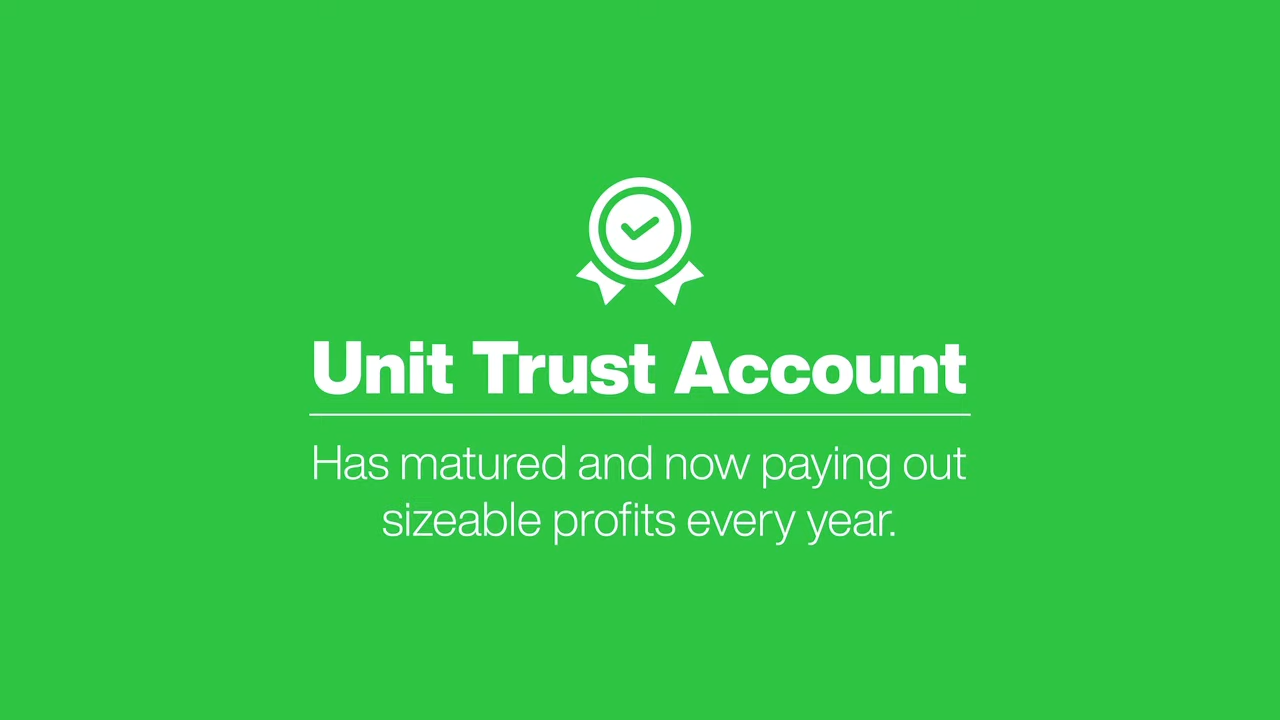 Unit Trust Account
Has matured and now paying out
sizeable profits every year.